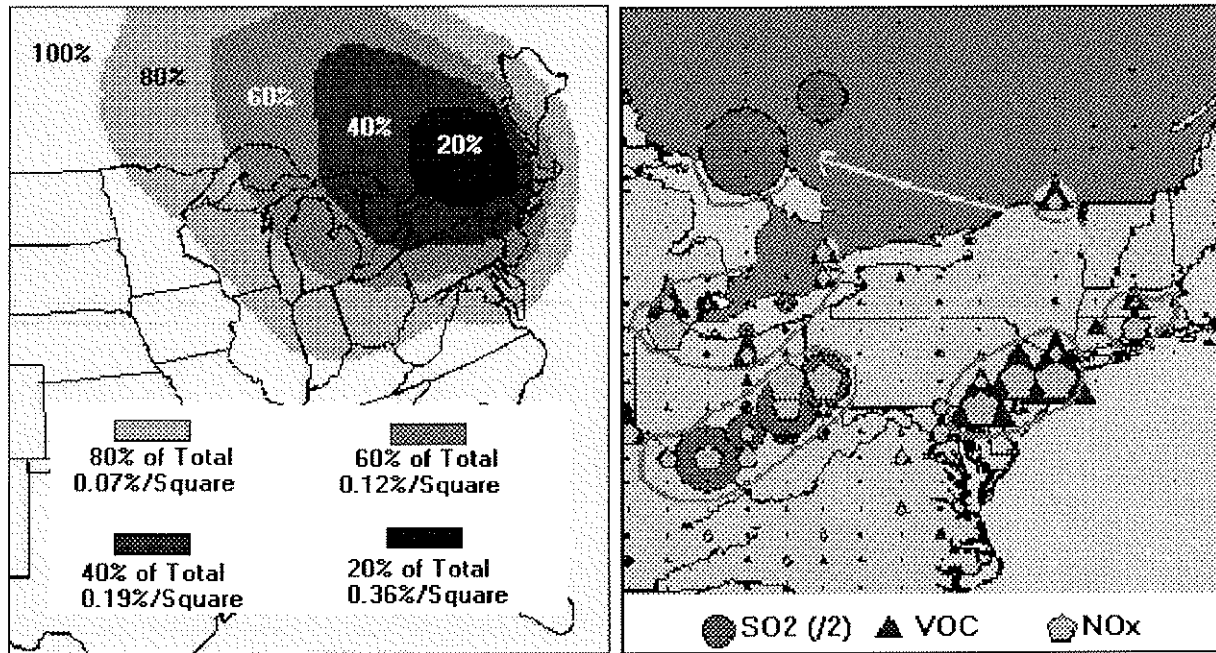 100%
80%
60%
40%
20%
80% of Total
0.07%/Square
60% of Total
0.12%/Square
40% of Total
0.19%/Square
20% of Total
0.36%/Square
SO2 (/2) VOC NOx